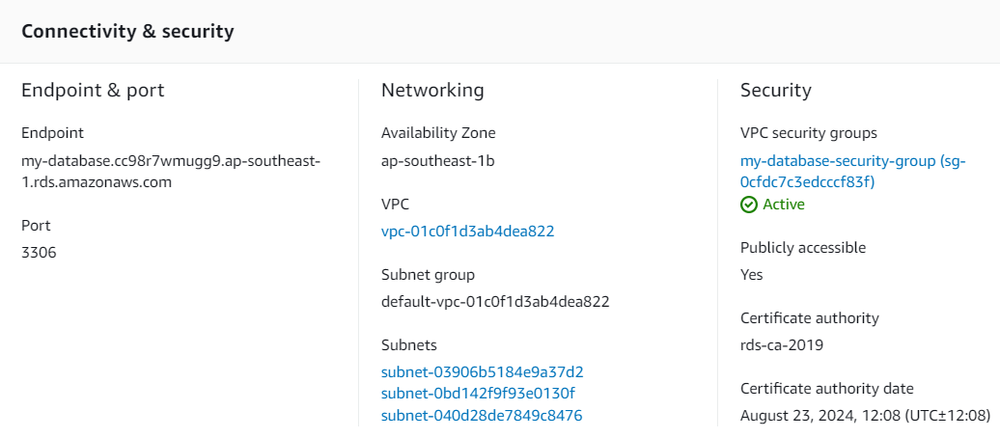 Connectivity & security
Endpoint & port
Endpoint
my-database.cc98r7wmugg9.ap-southeast-
1.rds.amazonaws.com
Port
3306
Networking
Availability Zone
ap-southeast-1b
VPC
vpc-01c0f1d3ab4dea822
Subnet group
default-vpc-01c0f1d3ab4dea822
Subnets
subnet-03906b5184e9a37d2
subnet-0bd142f9f93e0130f
subnet-040d28de7849c8476
Security
VPC security groups
my-database-security-group (sg-
0cfdc7c3edcccf83f)
Active
Publicly accessible
Yes
Certificate authority
rds-ca-2019
Certificate authority date
August 23, 2024, 12:08 (UTC±12:08)